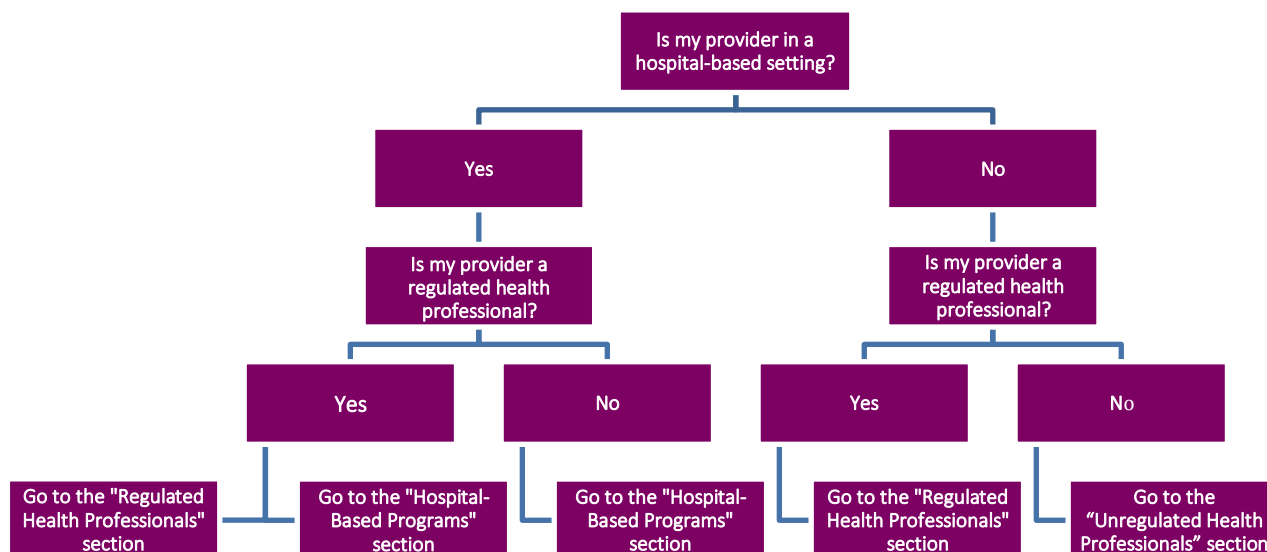 Is my provider in a
hospital-based setting?
Yes
No
Is my provider a
regulated health
professional?
Is my provider a
regulated health
professional?
Yes
No
Yes
No
Go to the "Regulated
Health Professionals"
section
Go to the "Hospital-
Based Programs"
section
Go to the "Hospital-
Based Programs"
section
Go to the "Regulated
Health Professionals"
section
Go to the
“Unregulated Health
Professionals” section